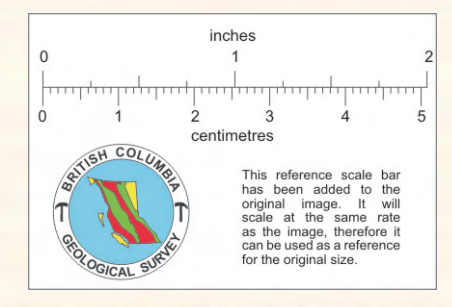 inches
0 1 2
0 1 2 3 4 5
centimetres
BRITISH COLUMBIA
GEOLOGICAL SURVEY
This reference scale bar
has been added to the
original image. It will
scale at the same rate
as the image, therefore it
can be used as a reference
for the original size.